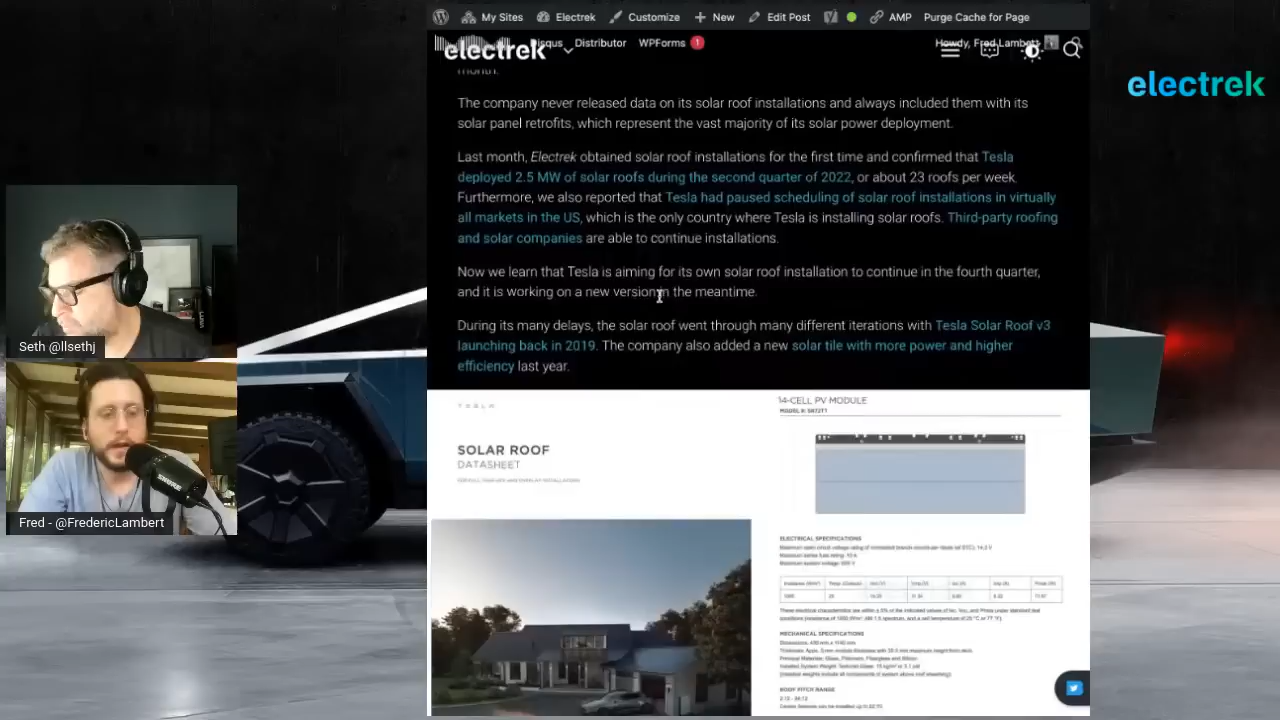 My Sites Electrek Customize New Edit Post AMP Purge Cache for Page
Disqus Distributor WPForms 1 Howdy, Fred Lambert
electrek
electrek
month.
The company never released data on its solar roof installations and always included them with its
solar panel retrofits, which represent the vast majority of its solar power deployment.
Last month, Electrek obtained solar roof installations for the first time and confirmed that Tesla
deployed 2.5 MW of solar roofs during the second quarter of 2022, or about 23 roofs per week.
Furthermore, we also reported that Tesla had paused scheduling of solar roof installations in virtually
all markets in the US, which is the only country where Tesla is installing solar roofs. Third-party roofing
and solar companies are able to continue installations.
Now we learn that Tesla is aiming for its own solar roof installation to continue in the fourth quarter,
and it is working on a new version in the meantime.
During its many delays, the solar roof went through many different iterations with Tesla Solar Roof v3
launching back in 2019. The company also added a new solar tile with more power and higher
efficiency last year.
TESLA
SOLAR ROOF
DATASHEET
14-CELL PV MODULE
MODEL #: SR72T1
ELECTRICAL SPECIFICATIONS
MECHANICAL SPECIFICATIONS
ROOF PITCH RANGE
Seth @llsethj
Fred - @FredericLambert
SHURE